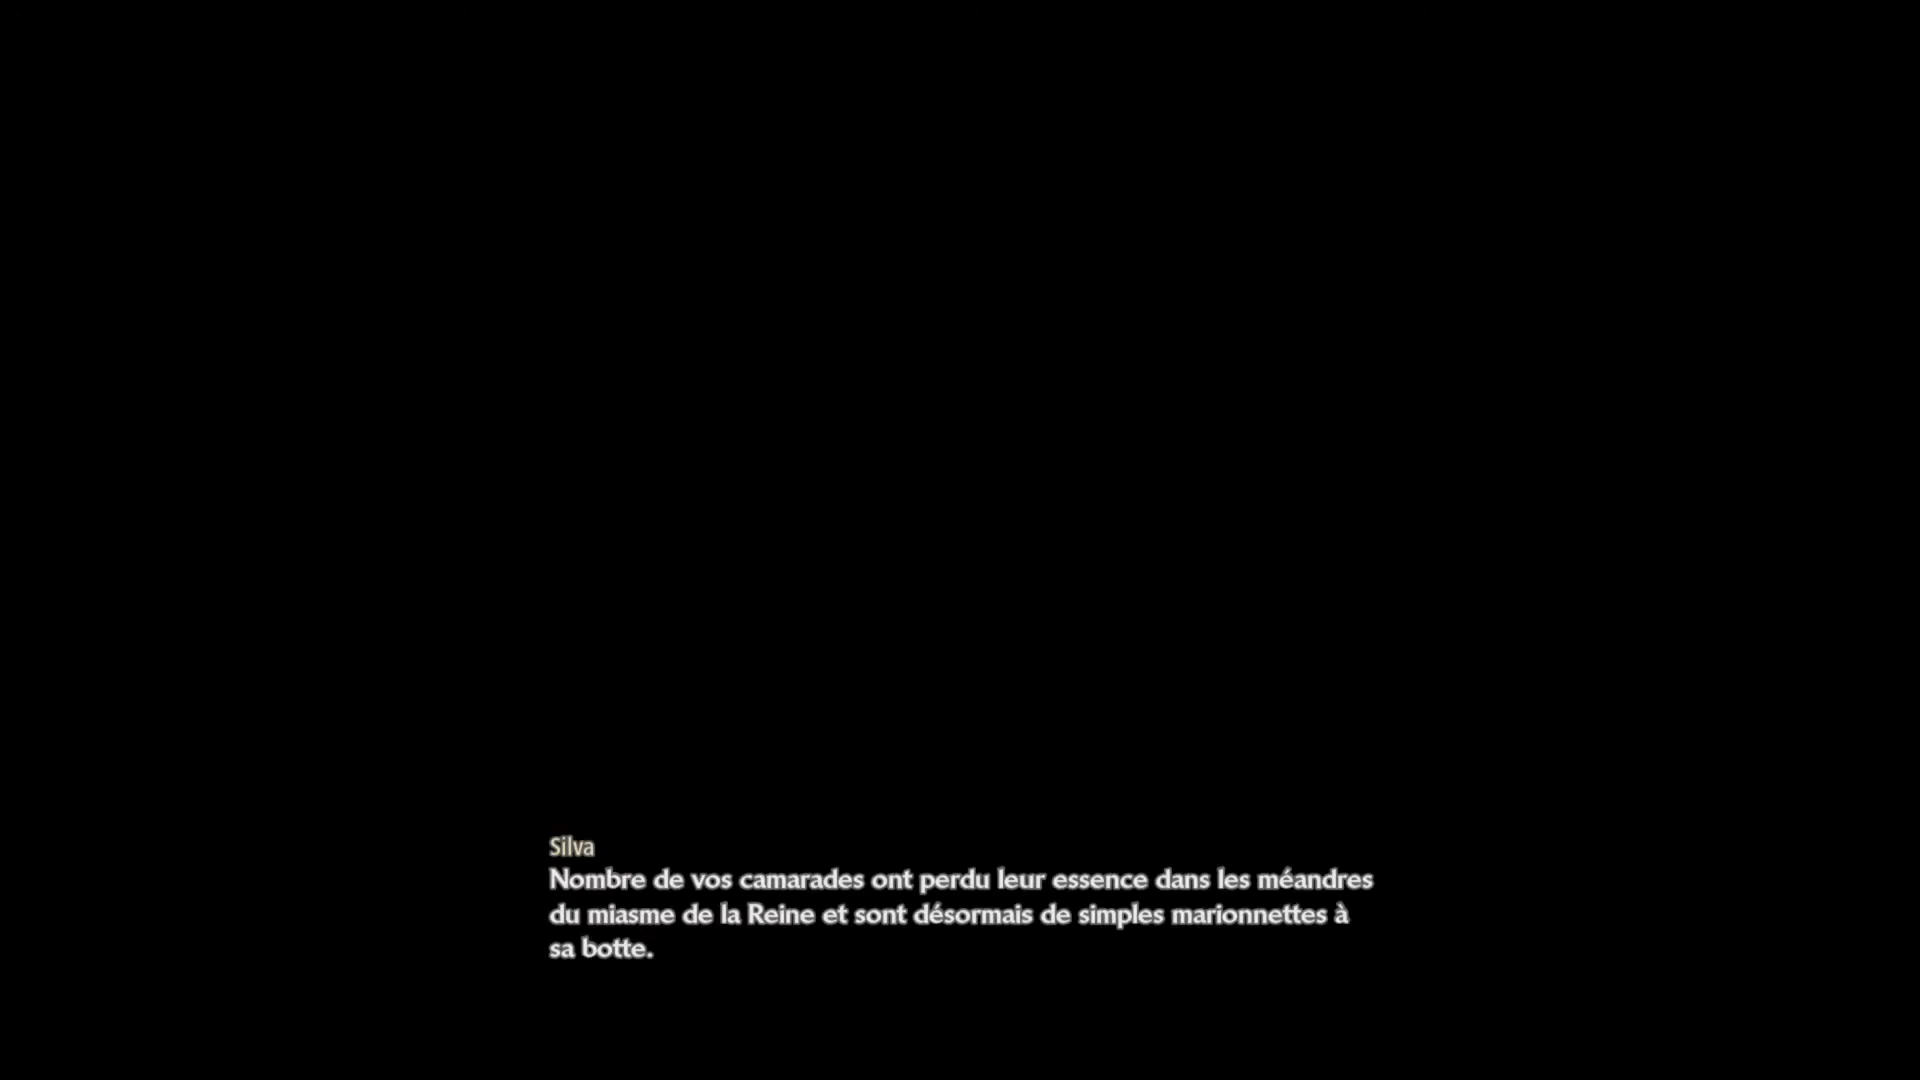 Silva
Nombre de vos camarades ont perdu leur essence dans les méandres
du miasme de la Reine et sont désormais de simples marionnettes à
sa botte.